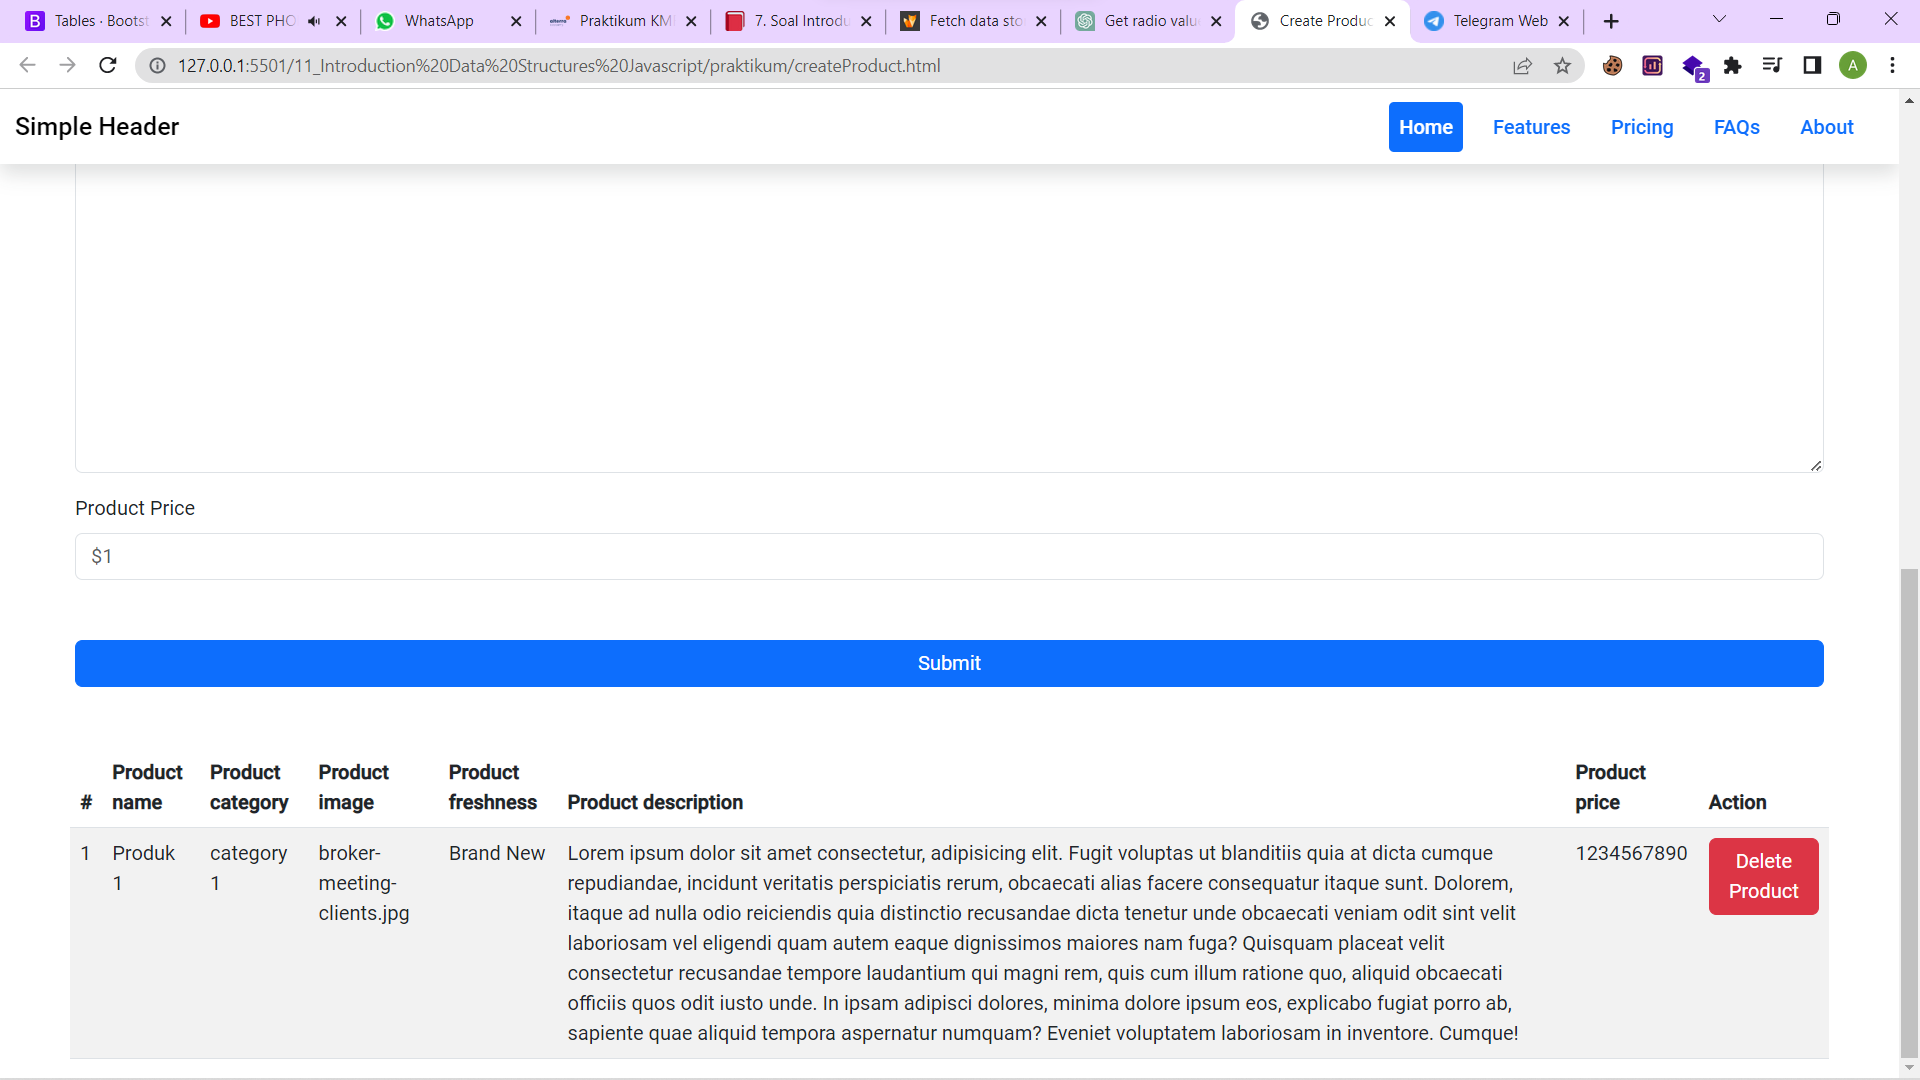 Tables · Bootst
BEST PHO
WhatsApp
Praktikum KM
7. Soal Introdu
Fetch data sto
Get radio valu
Create Produc
Telegram Web
127.0.0.1:5501/11_Introduction%20Data%20Structures%20Javascript/praktikum/createProduct.html
2
A
Simple Header
Home
Features
Pricing
FAQs
About
Product Price
$1
Submit
# Product name Product category Product image Product freshness Product description Product price Action
1
Produk
1
category
1
broker-
meeting-
clients.jpg
Brand New
Lorem ipsum dolor sit amet consectetur, adipisicing elit. Fugit voluptas ut blanditiis quia at dicta cumque
repudiandae, incidunt veritatis perspiciatis rerum, obcaecati alias facere consequatur itaque sunt. Dolorem,
itaque ad nulla odio reiciendis quia distinctio recusandae dicta tenetur unde obcaecati veniam odit sint velit
laboriosam vel eligendi quam autem eaque dignissimos maiores nam fuga? Quisquam placeat velit
consectetur recusandae tempore laudantium qui magni rem, quis cum illum ratione quo, aliquid obcaecati
officiis quos odit iusto unde. In ipsam adipisci dolores, minima dolore ipsum eos, explicabo fugiat porro ab,
sapiente quae aliquid tempora aspernatur numquam? Eveniet voluptatem laboriosam in inventore. Cumque!
1234567890
Delete
Product